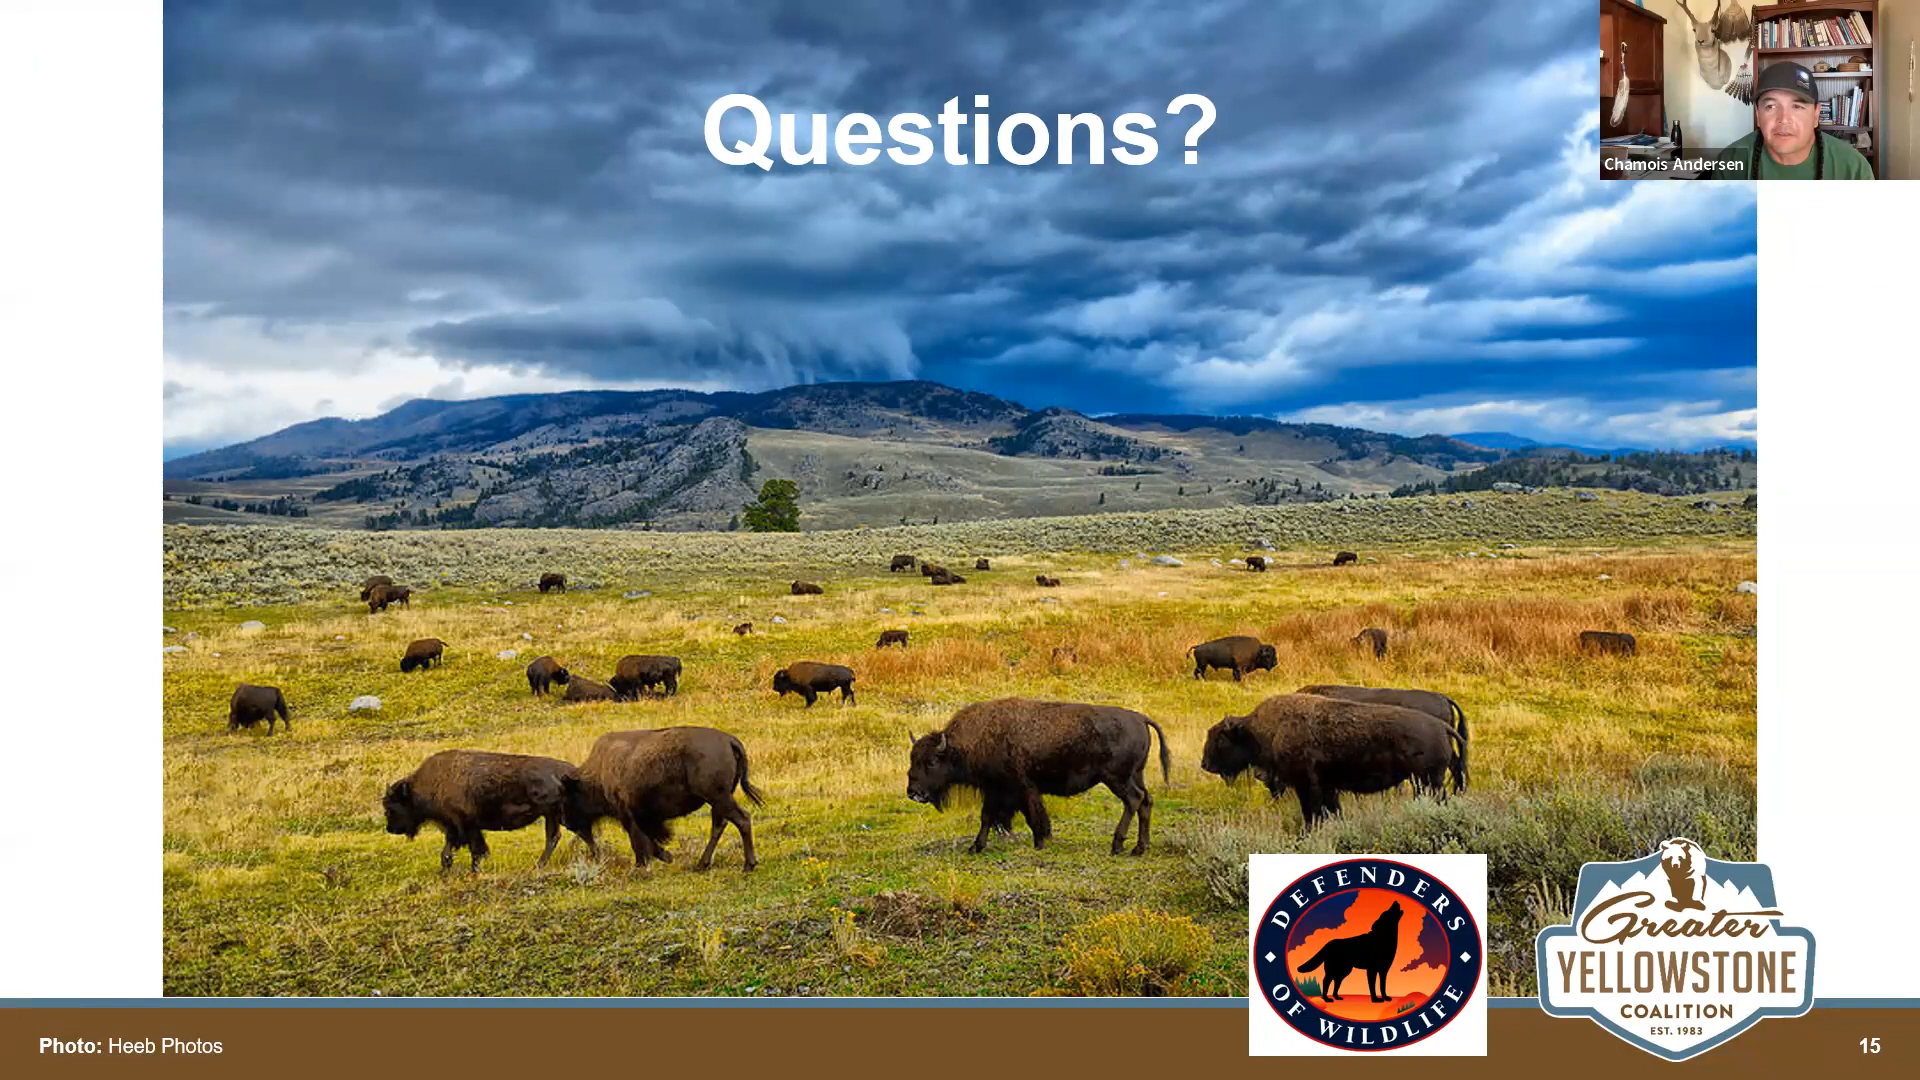 Questions?
Chamois Andersen
DEFENDERS
OF WILDLIFE
Greater
YELLOWSTONE
COALITION
EST. 1983
Photo: Heeb Photos
15